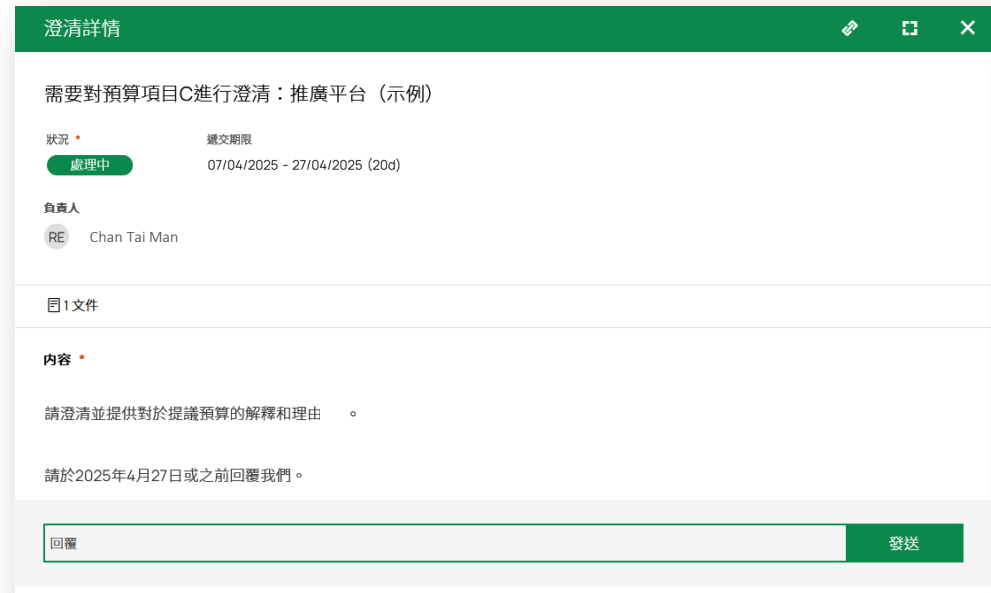 澄清詳情
需要對預算項目C進行澄清：推廣平台（示例）
狀況 * 遞交期限
處理中 07/04/2025 - 27/04/2025 (20d)
負責人
RE Chan Tai Man
1 文件
內容 *
請澄清並提供對於提議預算的解釋和理由 。
請於2025年4月27日或之前回覆我們。
回覆 發送